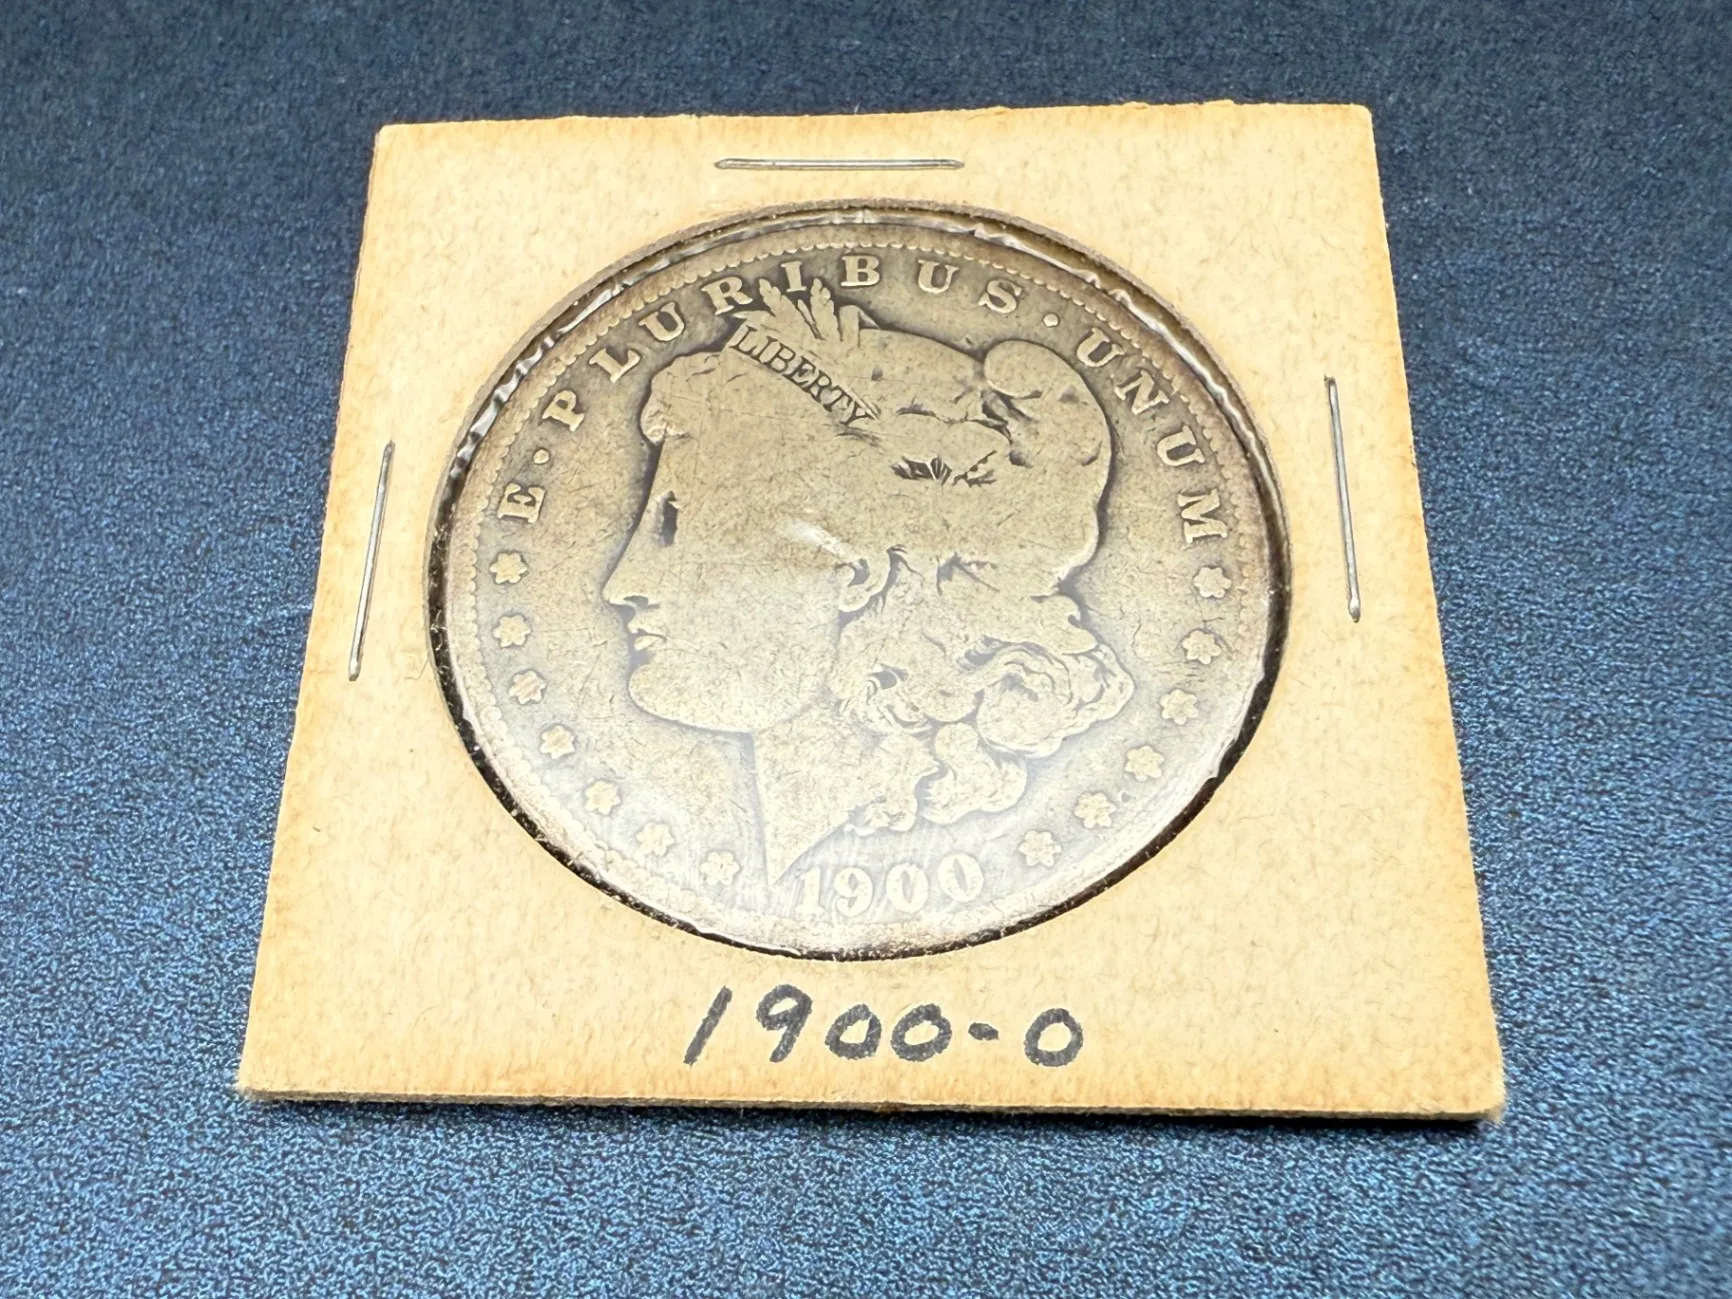 E · PLURIBUS · UNUM
LIBERTY
1900
1900-O